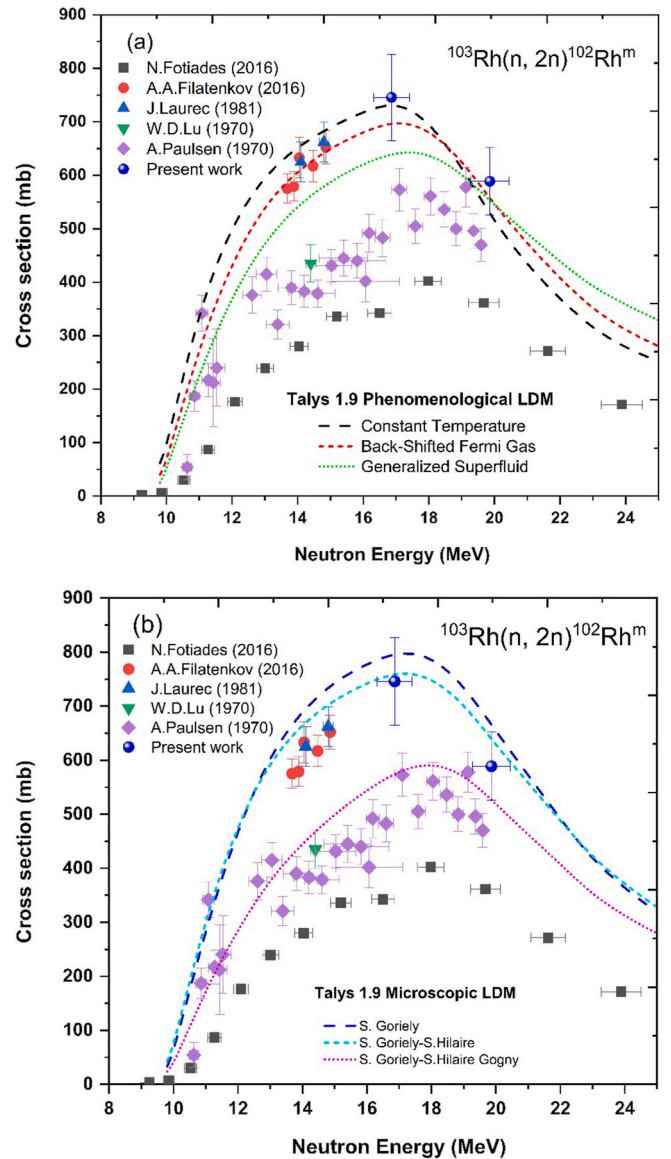 (a)
103Rh(n, 2n)102Rhm
N.Fotiades (2016)
A.A.Filatenkov (2016)
J.Laurec (1981)
W.D.Lu (1970)
A.Paulsen (1970)
Present work
900
800
700
600
500
400
300
200
100
0
Cross section (mb)
Talys 1.9 Phenomenological LDM
Constant Temperature
Back-Shifted Fermi Gas
Generalized Superfluid
8 10 12 14 16 18 20 22 24
Neutron Energy (MeV)
(b)
103Rh(n, 2n)102Rhm
N.Fotiades (2016)
A.A.Filatenkov (2016)
J.Laurec (1981)
W.D.Lu (1970)
A.Paulsen (1970)
Present work
900
800
700
600
500
400
300
200
100
0
Cross section (mb)
Talys 1.9 Microscopic LDM
S. Goriely
S. Goriely-S.Hilaire
S. Goriely-S.Hilaire Gogny
8 10 12 14 16 18 20 22 24
Neutron Energy (MeV)